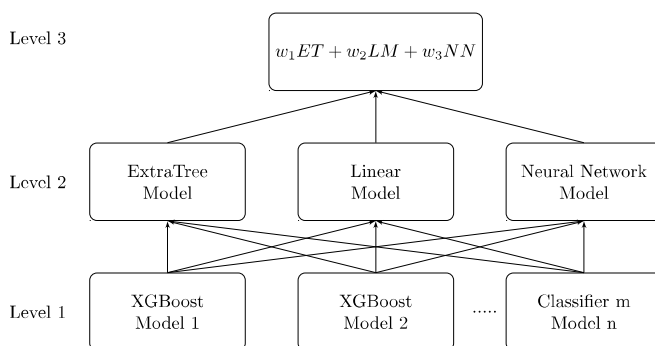 Level 3
w₁ET + w₂LM + w₃NN
Level 2
ExtraTree
Model
Linear
Model
Neural Network
Model
Level 1
XGBoost
Model 1
XGBoost
Model 2
.....
Classifier m
Model n